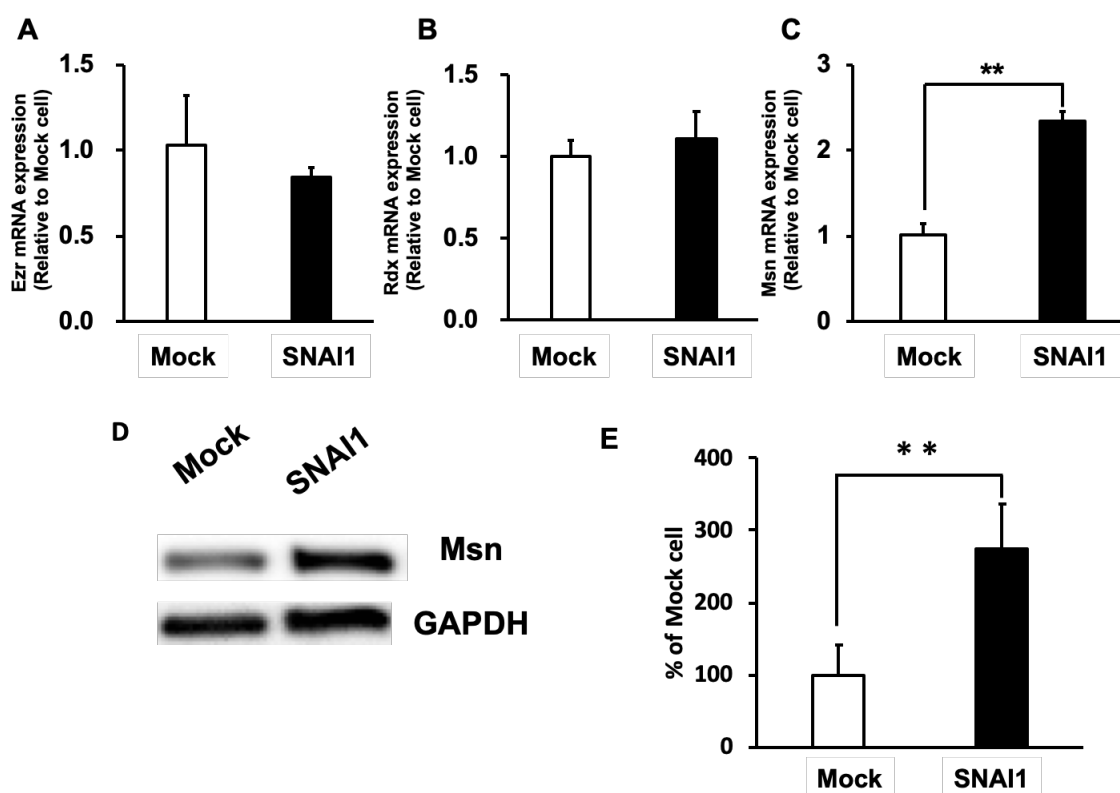 A
Ezr mRNA expression
(Relative to Mock cell)
1.5
1.0
0.5
0.0
Mock SNAI1
B
Rdx mRNA expression
(Relative to Mock cell)
1.5
1.0
0.5
0.0
Mock SNAI1
C
Msn mRNA expression
(Relative to Mock cell)
3
2
1
0
**
Mock SNAI1
D
Mock SNAI1
Msn
GAPDH
E
% of Mock cell
400
300
200
100
0
* *
Mock SNAI1